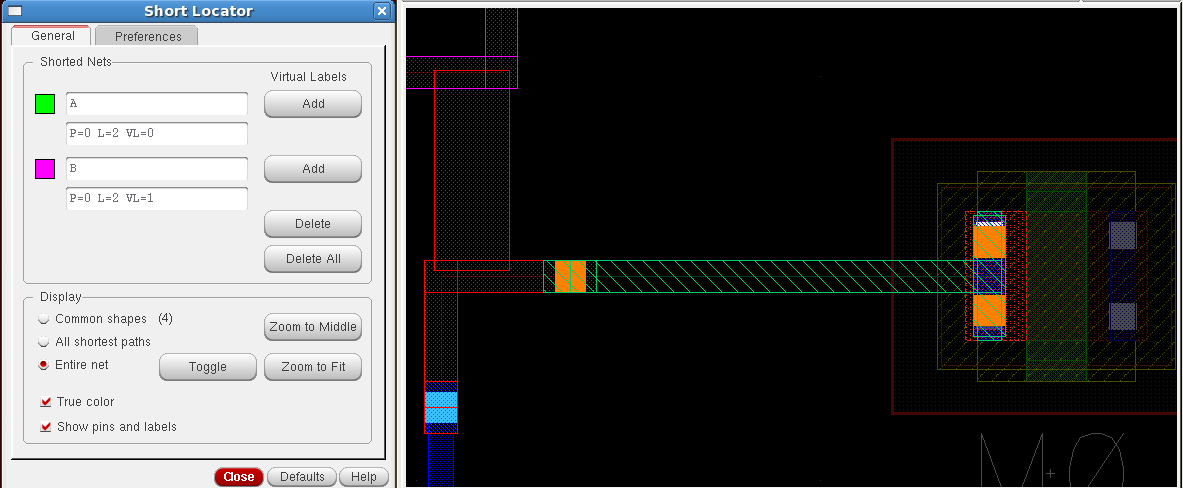 Short Locator
General
Preferences
Shorted Nets
Virtual Labels
A
Add
P=0 L=2 VL=0
B
Add
P=0 L=2 VL=1
Delete
Delete All
Display
Common shapes (4)
Zoom to Middle
All shortest paths
Entire net
Toggle
Zoom to Fit
True color
Show pins and labels
Close
Defaults
Help